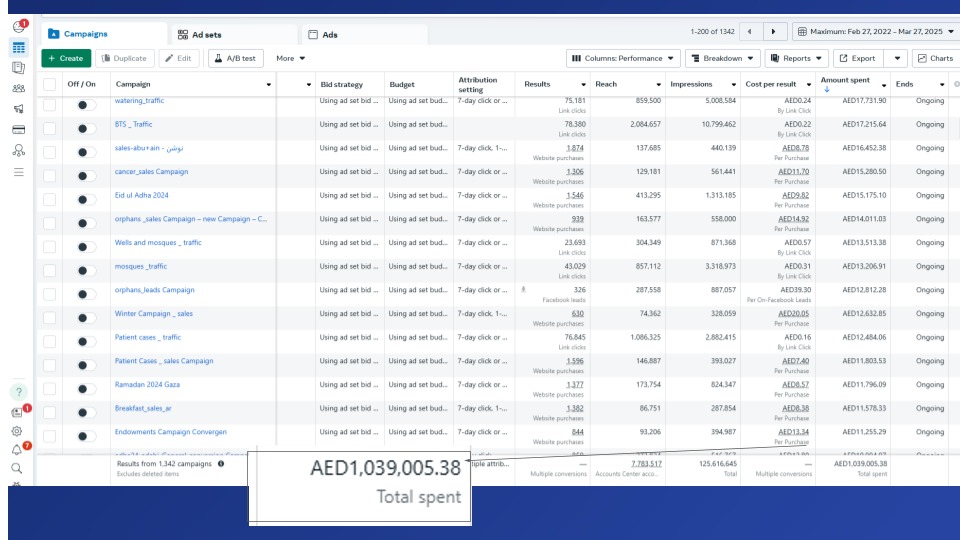 Campaigns
Ad sets
Ads
1-200 of 1342
Maximum: Feb 27, 2022 – Mar 27, 2025
+ Create
Duplicate
Edit
A/B test
More
Columns: Performance
Breakdown
Reports
Export
Charts
Off / On Campaign Bid strategy Budget Attribution setting Results Reach Impressions Cost per result Amount spent ↓ Ends
watering_traffic Using ad set bid ... Using ad set bud... 7-day click or ... 75,181 859,500 5,008,584 AED0.24 AED17,731.90 Ongoing
Link clicks By Link Click
BTS _ Traffic Using ad set bid ... Using ad set bud... 78,380 2,084,657 10,799,462 AED0.22 AED17,215.64 Ongoing
Link clicks By Link Click
sales-abu+ain - نوشن Using ad set bid ... Using ad set bud... 7-day click, 1-... 1,874 137,685 440,139 AED8.78 AED16,452.38 Ongoing
Website purchases Per Purchase
cancer_sales Campaign Using ad set bid ... Using ad set bud... 7-day click or ... 1,306 129,181 561,441 AED11.70 AED15,280.50 Ongoing
Website purchases Per Purchase
Eid ul Adha 2024 Using ad set bid ... Using ad set bud... 7-day click or ... 1,546 413,295 1,313,185 AED9.82 AED15,175.10 Ongoing
Website purchases Per Purchase
orphans _sales Campaign – new Campaign – C... Using ad set bid ... Using ad set bud... 7-day click or ... 939 163,577 558,000 AED14.92 AED14,011.03 Ongoing
Website purchases Per Purchase
Wells and mosques _ traffic Using ad set bid ... Using ad set bud... 7-day click or ... 23,693 304,349 871,368 AED0.57 AED13,513.38 Ongoing
Link clicks By Link Click
mosques _traffic Using ad set bid ... Using ad set bud... 7-day click or ... 43,029 857,112 3,318,973 AED0.31 AED13,206.91 Ongoing
Link clicks By Link Click
orphans_leads Campaign Using ad set bid ... Using ad set bud... 7-day click or ... 326 287,558 887,057 AED39.30 AED12,812.28 Ongoing
Facebook leads Per On-Facebook Leads
Winter Campaign _ sales Using ad set bid ... Using ad set bud... 7-day click, 1-... 630 74,362 328,059 AED20.05 AED12,632.85 Ongoing
Website purchases Per Purchase
Patient cases _ traffic Using ad set bid ... Using ad set bud... 7-day click or ... 76,845 1,086,325 2,882,415 AED0.16 AED12,484.06 Ongoing
Link clicks By Link Click
Patient Cases _ sales Campaign Using ad set bid ... Using ad set bud... 7-day click or ... 1,596 146,887 393,027 AED7.40 AED11,803.53 Ongoing
Website purchases Per Purchase
Ramadan 2024 Gaza Using ad set bid ... Using ad set bud... 7-day click or ... 1,377 173,754 824,347 AED8.57 AED11,796.09 Ongoing
Website purchases Per Purchase
Breakfast_sales_ar Using ad set bid ... Using ad set bud... 7-day click, 1-... 1,382 86,751 287,854 AED8.38 AED11,578.33 Ongoing
Website purchases Per Purchase
Endowments Campaign Convergen Using ad set bid ... Using ad set bud... 7-day click or ... 844 93,206 394,987 AED13.34 AED11,255.29 Ongoing
Website purchases Per Purchase
Results from 1,342 campaigns attrib... — 7,783,517 125,616,645 — AED1,039,005.38
Excludes deleted items Multiple conversions Accounts Center acco... Total Multiple conversions Total spent
AED1,039,005.38
Total spent